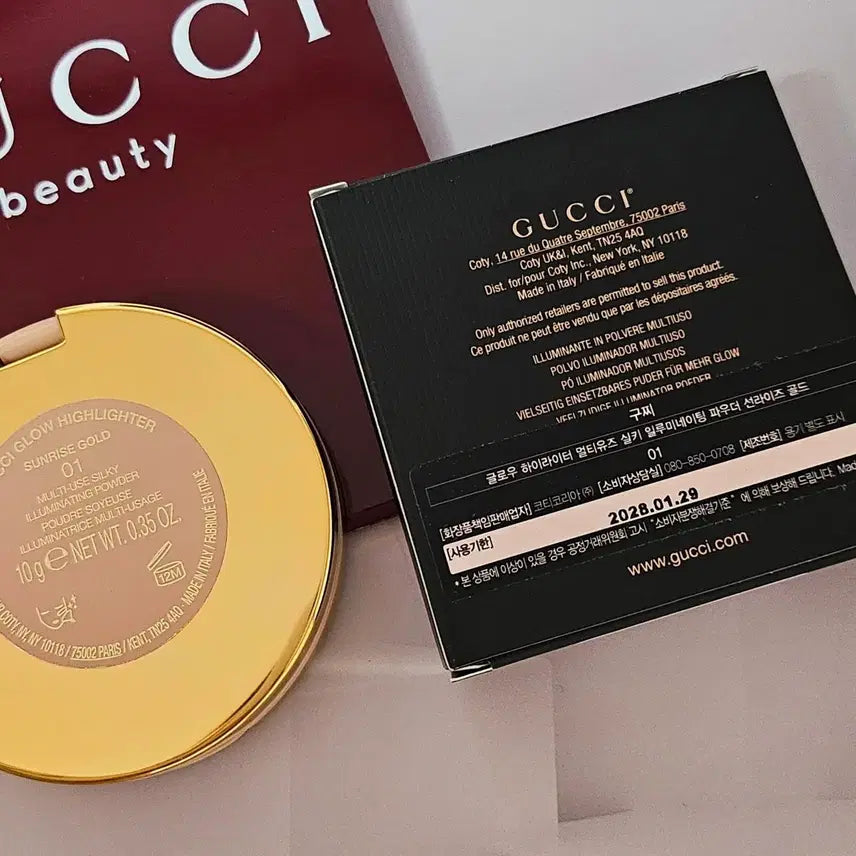 UCCI
beauty
GUCCI
Coty, 14 rue du Quatre Septembre, 75002 Paris
Coty UK&I, Kent, TN25 4AQ
Dist. for/pour Coty Inc., New York, NY 10118
Made in Italy / Fabriqué en Italie
Only authorized retailers are permitted to sell this product.
Ce produit ne peut être vendu que par les dépositaires agréés.
ILLUMINANTE IN POLVERE MULTIUSO
POLVO ILUMINADOR MULTIUSO
PÓ ILUMINADOR MULTIUSOS
VIELSEITIG EINSETZBARES PUDER FÜR MEHR GLOW
VEELZIJDIGE ILLUMINATOR POEDER
구찌
글로우 하이라이터 멀티유즈 실키 일루미네이팅 파우더 선라이즈 골드
01
[화장품책임판매업자] 코티코리아㈜ [소비자상담실] 080-850-0708 [제조번호] 용기 별도 표시
[사용기한] 2028.01.29
• 본 상품에 이상이 있을 경우 공정거래위원회 고시 "소비자분쟁해결기준" 에 의해 보상해 드립니다. Mad
www.gucci.com
CCI GLOW HIGHLIGHTER
SUNRISE GOLD
01
MULTI-USE SILKY
ILLUMINATING POWDER
POUDRE SOYEUSE
ILLUMINATRICE MULTI-USAGE
10 g e NET WT. 0.35 OZ.
12M
COTY, NY, NY 10118 / 75002 PARIS / KENT, TN25 4AQ - MADE IN ITALY / FABRIQUÉ EN ITALIE